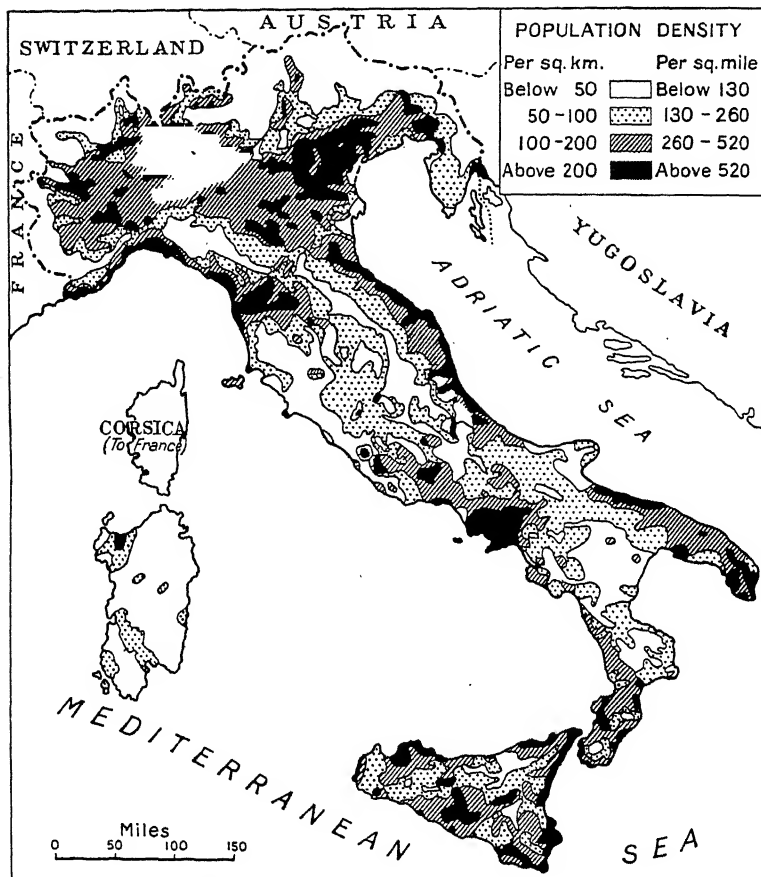 AUSTRIA
SWITZERLAND
FRANCE
POPULATION DENSITY
Per sq. km. Per sq. mile
Below 50 Below 130
50-100 130-260
100-200 260-520
Above 200 Above 520
YUGOSLAVIA
ADRIATIC SEA
CORSICA
(To France)
MEDITERRANEAN SEA
Miles
0 50 100 150